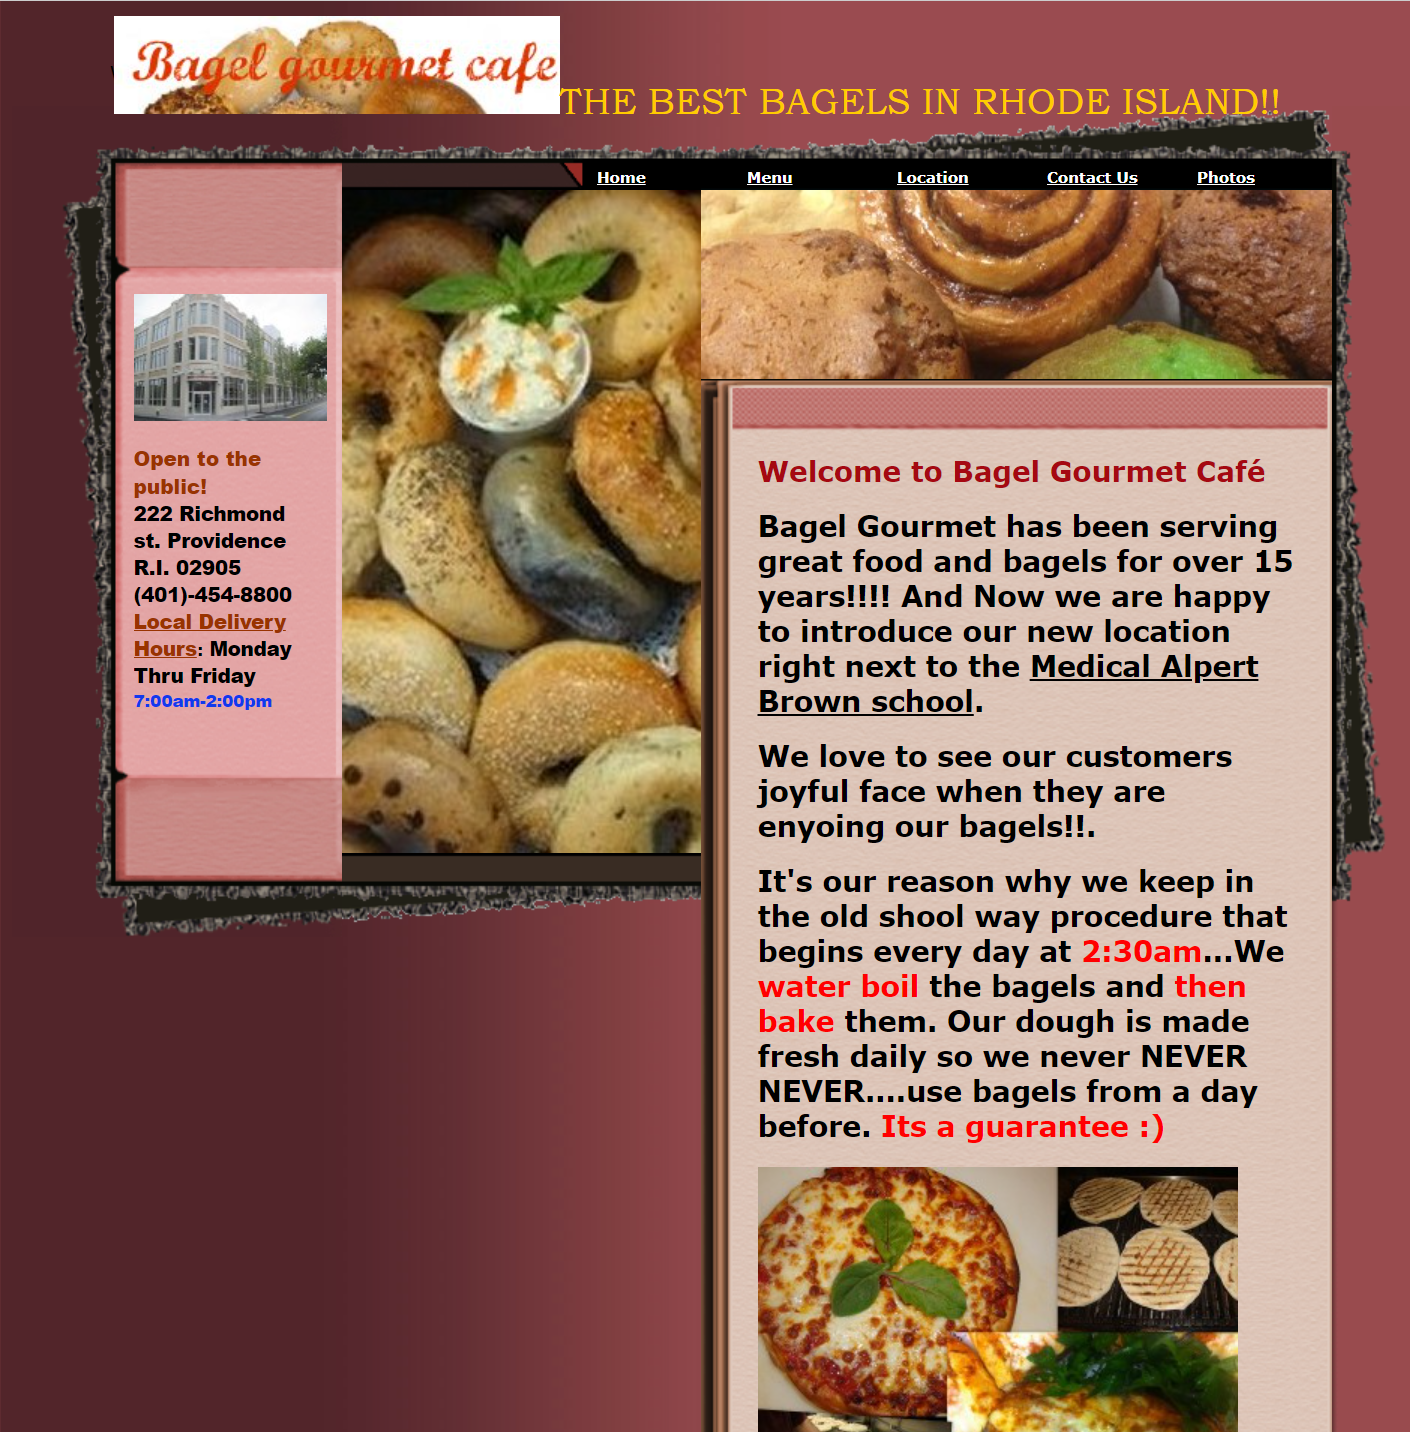 Bagel gourmet cafe
THE BEST BAGELS IN RHODE ISLAND!!
Home Menu Location Contact Us Photos
Open to the
public!
222 Richmond
st. Providence
R.I. 02905
(401)-454-8800
Local Delivery
Hours: Monday
Thru Friday
7:00am-2:00pm
Welcome to Bagel Gourmet Café
Bagel Gourmet has been serving
great food and bagels for over 15
years!!!! And Now we are happy
to introduce our new location
right next to the Medical Alpert
Brown school.
We love to see our customers
joyful face when they are
enyoing our bagels!!.
It's our reason why we keep in
the old shool way procedure that
begins every day at 2:30am...We
water boil the bagels and then
bake them. Our dough is made
fresh daily so we never NEVER
NEVER....use bagels from a day
before. Its a guarantee :)